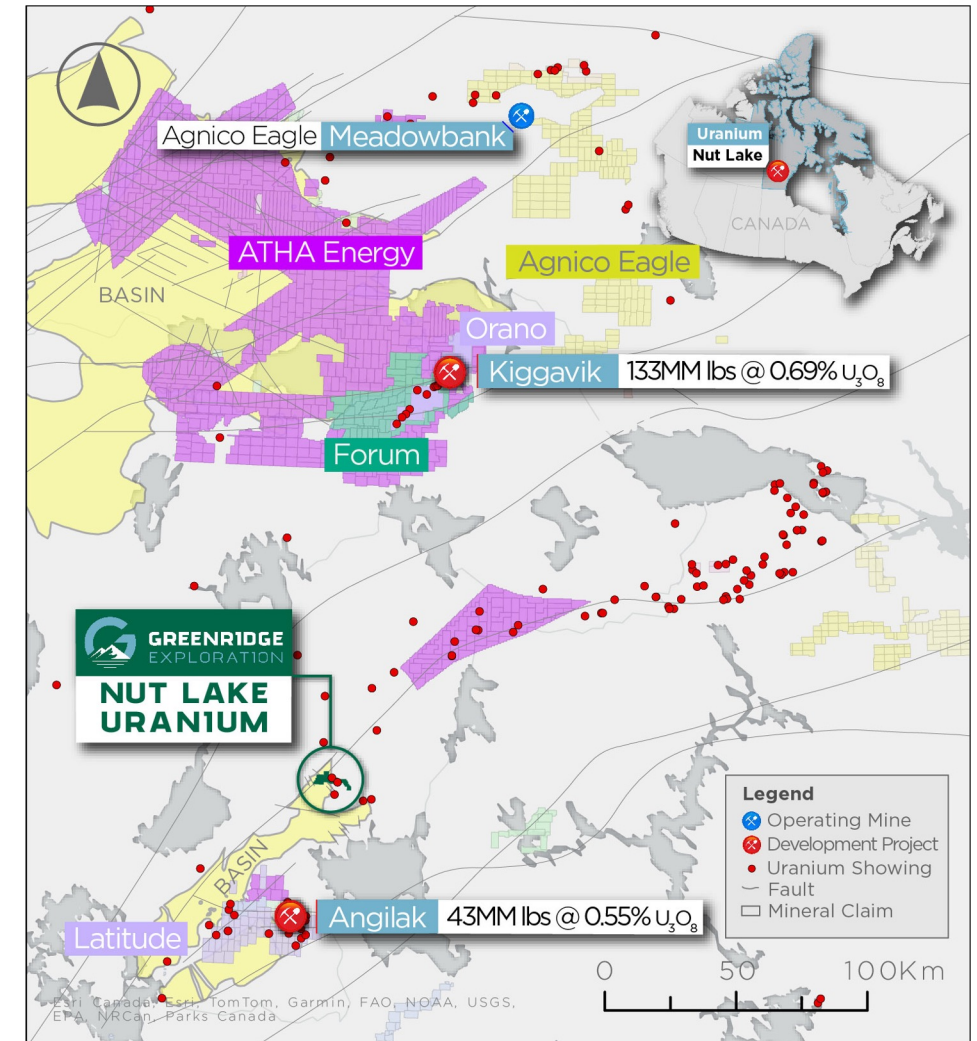 Agnico Eagle Meadowbank
Uranium
Nut Lake
CANADA
ATHA Energy
Agnico Eagle
BASIN
Orano
Kiggavik 133MM lbs @ 0.69% U₃O₈
Forum
GREENR1DGE
EXPLORATION
NUT LAKE
URAN1UM
BASIN
Angilak 43MM lbs @ 0.55% U₃O₈
Latitude
Legend
Operating Mine
Development Project
Uranium Showing
Fault
Mineral Claim
0 50 100Km
Esri Canada, Esri, TomTom, Garmin, FAO, NOAA, USGS,
EPA, NRCan, Parks Canada